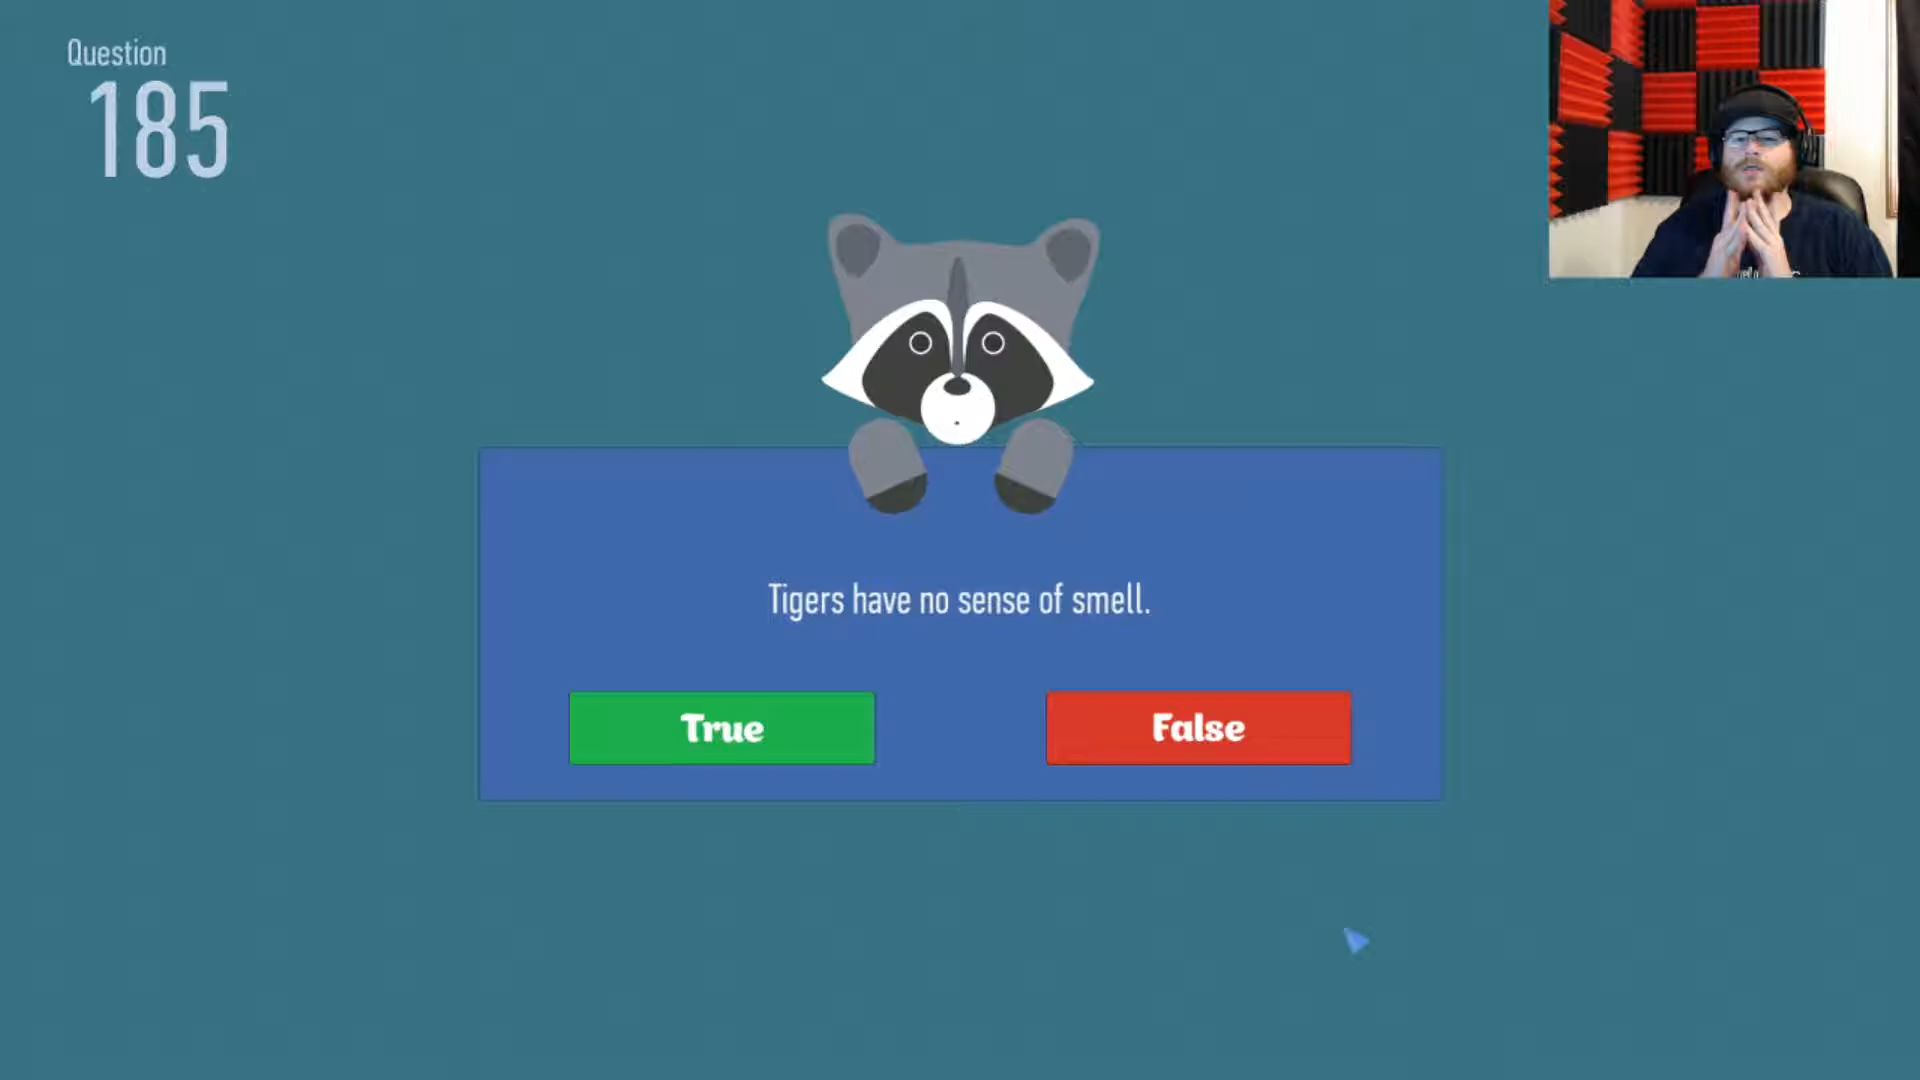 Question
185
Tigers have no sense of smell.
True
False